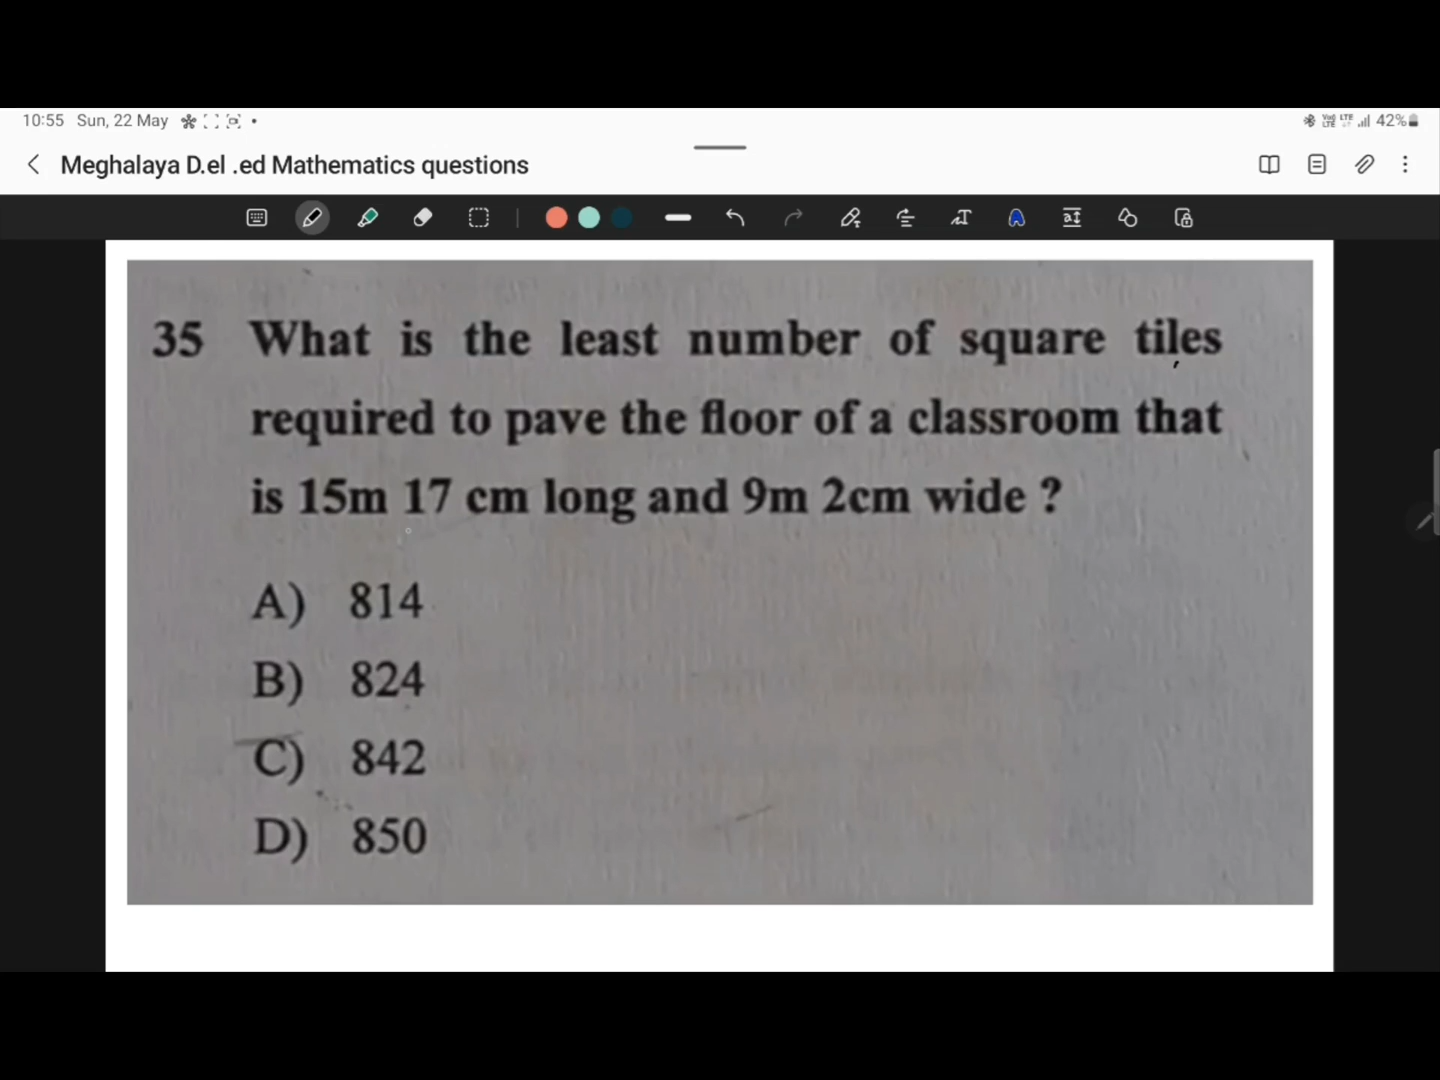 10:55 Sun, 22 May
42%
Meghalaya D.el .ed Mathematics questions
35 What is the least number of square tiles
required to pave the floor of a classroom that
is 15m 17 cm long and 9m 2cm wide ?
A) 814
B) 824
C) 842
D) 850